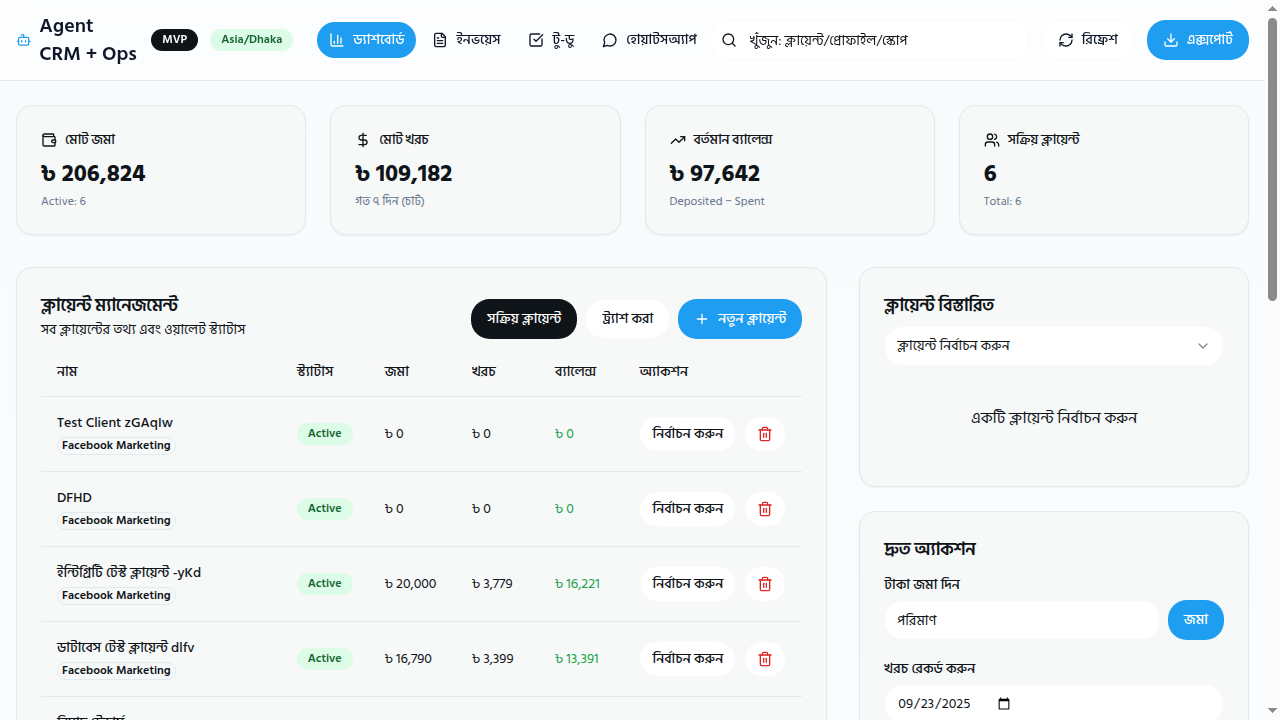 Agent
CRM + Ops
MVP
Asia/Dhaka
ড্যাশবোর্ড
ইনভয়েস
টু-ডু
হোয়াটসঅ্যাপ
খুঁজুন: ক্লায়েন্ট/প্রোফাইল/স্কোপ
রিফ্রেশ
এক্সপোর্ট
মোট জমা
৳ 206,824
Active: 6
মোট খরচ
৳ 109,182
গত ৭ দিন (চার্ট)
বর্তমান ব্যালেন্স
৳ 97,642
Deposited − Spent
সক্রিয় ক্লায়েন্ট
6
Total: 6
ক্লায়েন্ট ম্যানেজমেন্ট
সব ক্লায়েন্টের তথ্য এবং ওয়ালেট স্ট্যাটাস
সক্রিয় ক্লায়েন্ট
ট্র্যাশ করা
নতুন ক্লায়েন্ট
নাম স্ট্যাটাস জমা খরচ ব্যালেন্স অ্যাকশন
Test Client zGAqIw
Facebook Marketing
Active ৳ 0 ৳ 0 ৳ 0 নির্বাচন করুন
DFHD
Facebook Marketing
Active ৳ 0 ৳ 0 ৳ 0 নির্বাচন করুন
ইন্টিগ্রিটি টেস্ট ক্লায়েন্ট -yKd
Facebook Marketing
Active ৳ 20,000 ৳ 3,779 ৳ 16,221 নির্বাচন করুন
ডাটাবেস টেস্ট ক্লায়েন্ট dlfv
Facebook Marketing
Active ৳ 16,790 ৳ 3,399 ৳ 13,391 নির্বাচন করুন
ক্লায়েন্ট বিস্তারিত
ক্লায়েন্ট নির্বাচন করুন
একটি ক্লায়েন্ট নির্বাচন করুন
দ্রুত অ্যাকশন
টাকা জমা দিন
পরিমাণ
জমা
খরচ রেকর্ড করুন
09/23/2025